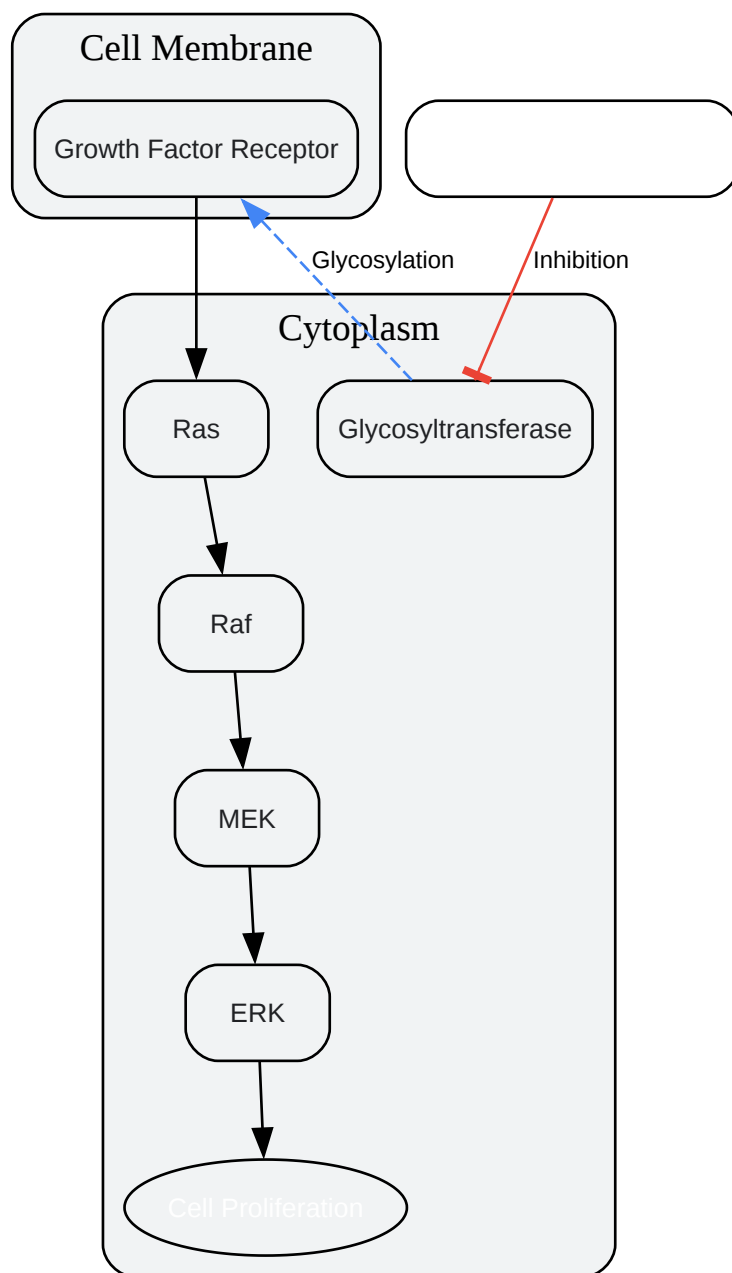 Cell Membrane
Growth Factor Receptor
Glycosylation
Inhibition
Cytoplasm
Ras
Glycosyltransferase
Raf
MEK
ERK
Cell Proliferation